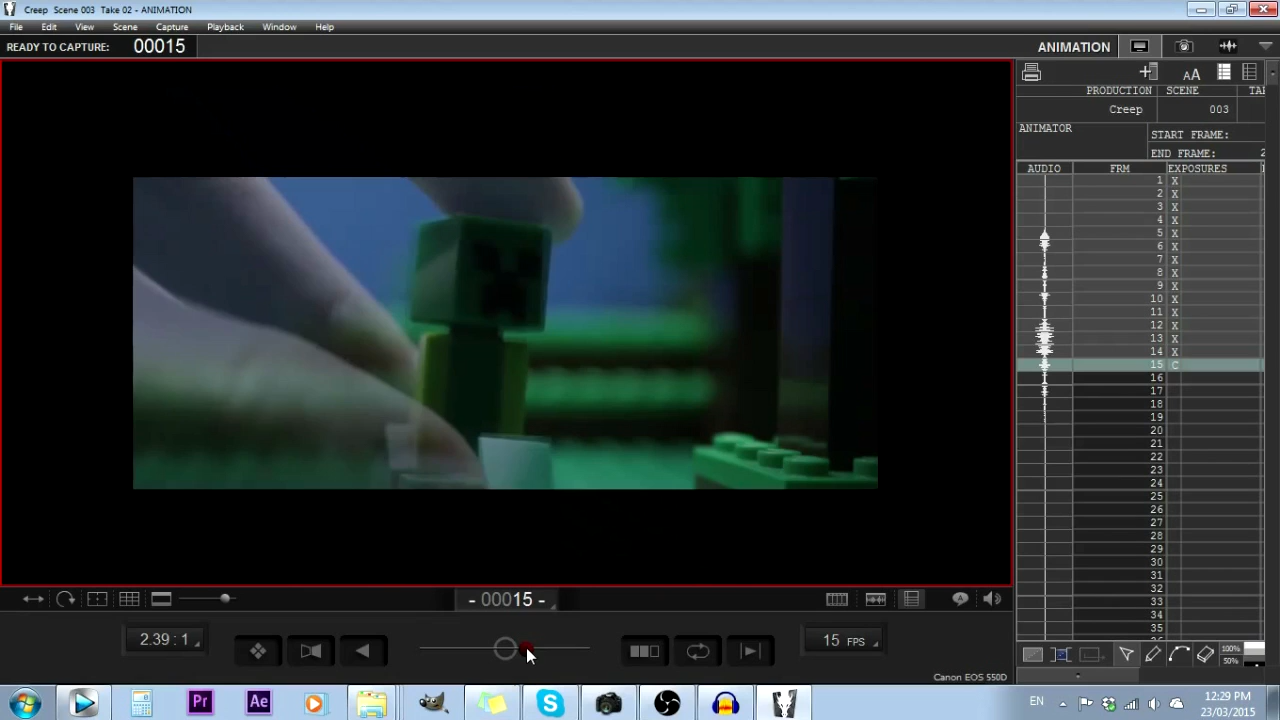 Creep Scene 003 Take 02 - ANIMATION
File Edit View Scene Capture Playback Window Help
READY TO CAPTURE: 00015
ANIMATION
AA
PRODUCTION SCENE
Creep 003
ANIMATOR
START FRAME:
END FRAME: 2
AUDIO FRM EXPOSURES
1 X
2 X
3 X
4 X
5 X
6 X
7 X
8 X
9 X
10 X
11 X
12 X
13 X
14 X
15 C
16
17
18
19
20
21
22
23
24
25
26
27
28
29
30
31
32
33
34
35
- 00015 -
2.39 : 1
15 FPS
100%
50%
Canon EOS 550D
Pr Ae
EN
12:29 PM
23/03/2015